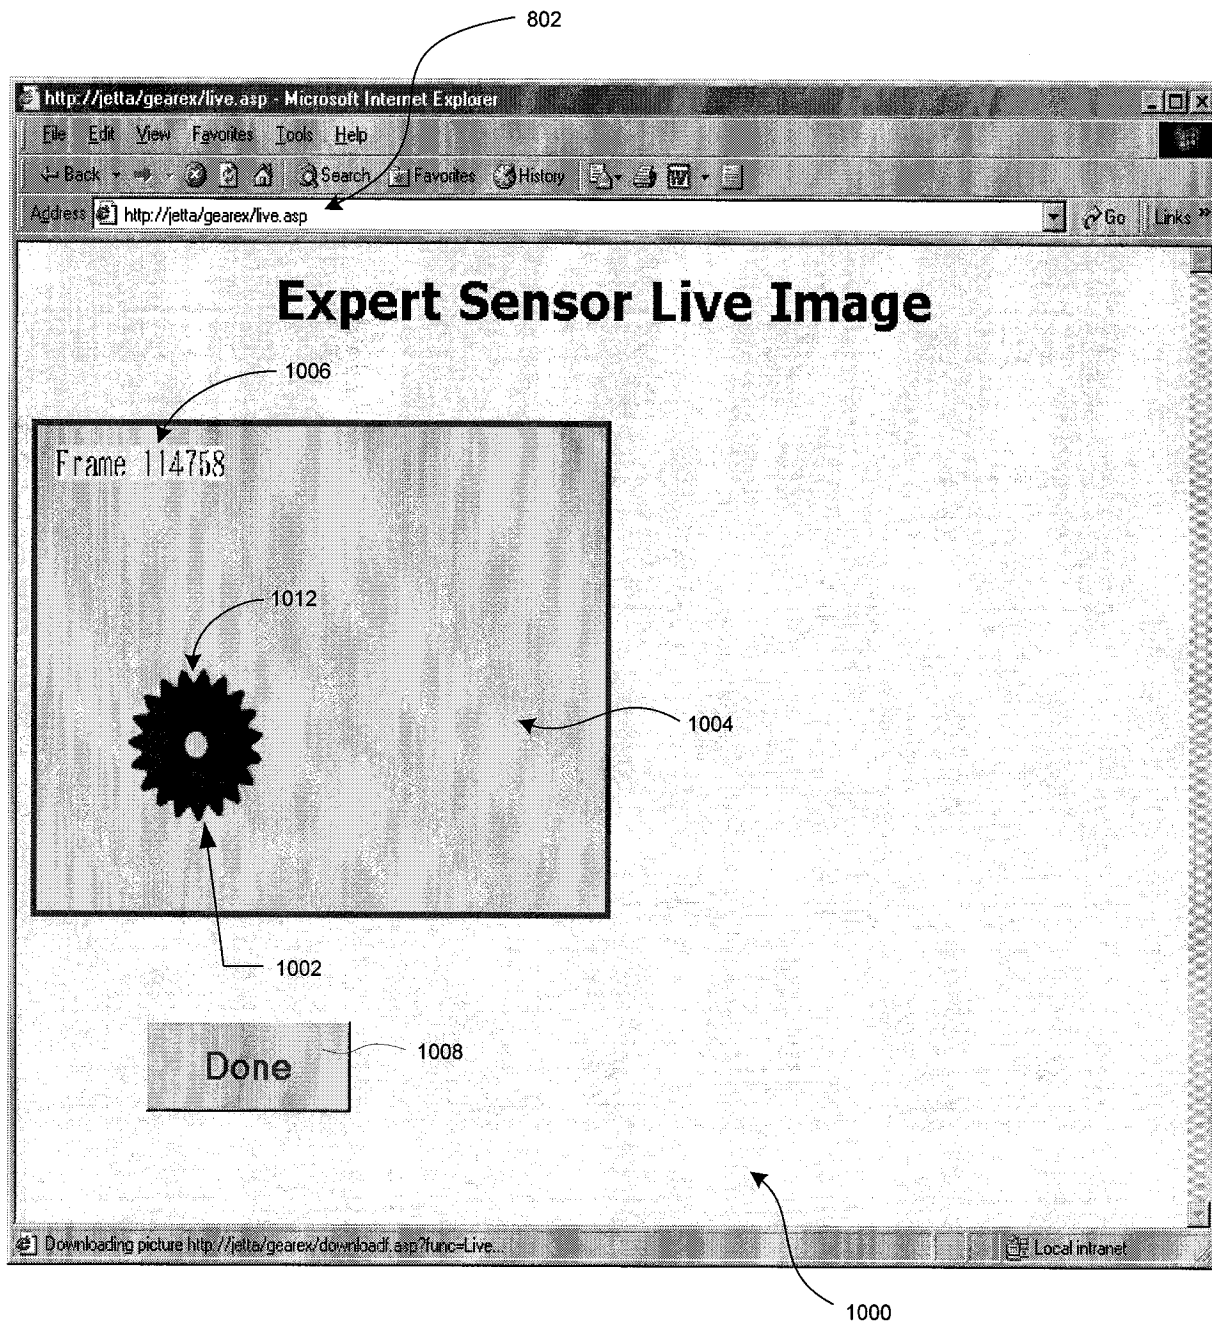 802
http://jetta/gearex/live.asp - Microsoft Internet Explorer
File Edit View Favorites Tools Help
Back Search Favorites History
Address http://jetta/gearex/live.asp Go Links »
Expert Sensor Live Image
1006
Frame 114758
1012
1004
1002
Done
1008
Downloading picture http://jetta/gearex/downloadf.asp?func=Live... Local intranet
1000